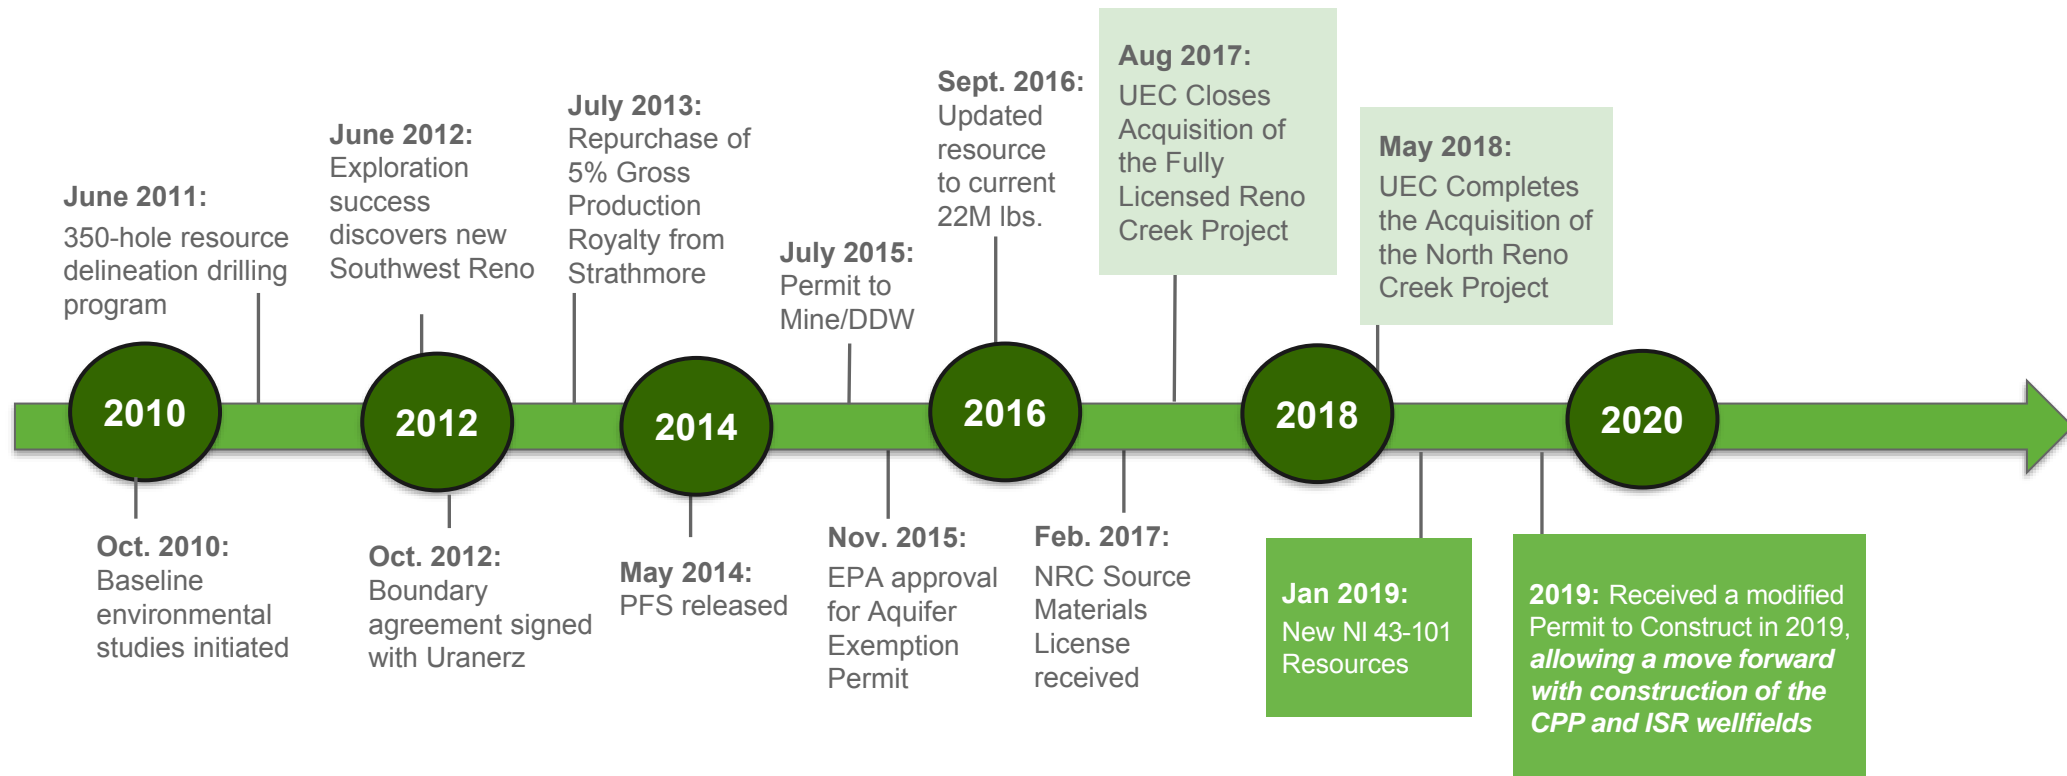 June 2011:
350-hole resource
delineation drilling
program
June 2012:
Exploration
success
discovers new
Southwest Reno
July 2013:
Repurchase of
5% Gross
Production
Royalty from
Strathmore
July 2015:
Permit to
Mine/DDW
Sept. 2016:
Updated
resource
to current
22M lbs.
Aug 2017:
UEC Closes
Acquisition of
the Fully
Licensed Reno
Creek Project
May 2018:
UEC Completes
the Acquisition of
the North Reno
Creek Project
2010
2012
2014
2016
2018
2020
Oct. 2010:
Baseline
environmental
studies initiated
Oct. 2012:
Boundary
agreement signed
with Uranerz
May 2014:
PFS released
Nov. 2015:
EPA approval
for Aquifer
Exemption
Permit
Feb. 2017:
NRC Source
Materials
License
received
Jan 2019:
New NI 43-101
Resources
2019: Received a modified
Permit to Construct in 2019,
allowing a move forward
with construction of the
CPP and ISR wellfields